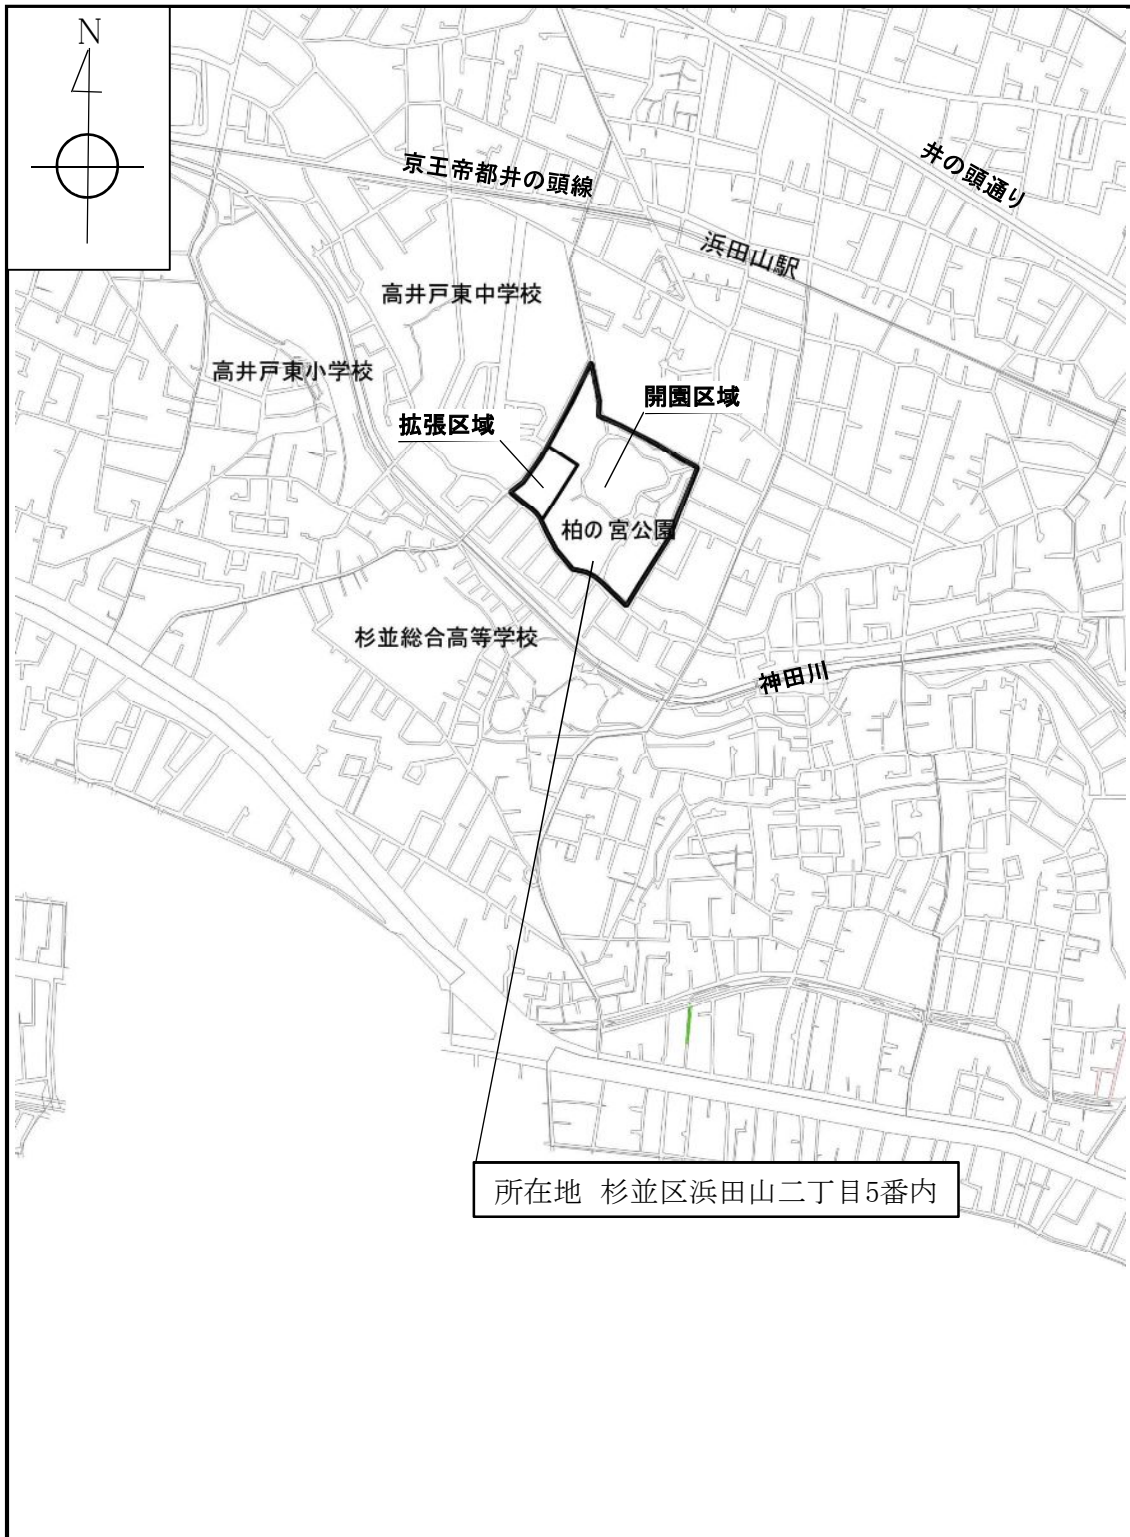 N
京王帝都井の頭線
井の頭通り
浜田山駅
高井戸東中学校
高井戸東小学校
開園区域
拡張区域
柏の宮公園
杉並総合高等学校
神田川
所在地 杉並区浜田山二丁目5番内